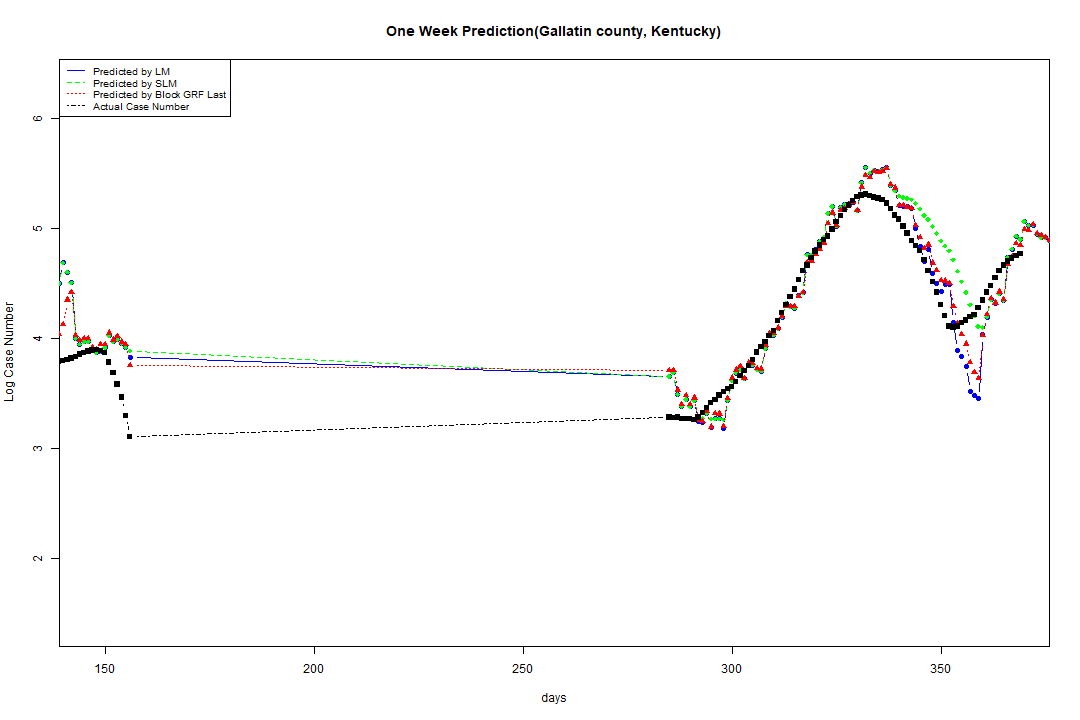 One Week Prediction(Gallatin county, Kentucky)
Predicted by LM
Predicted by SLM
Predicted by Block GRF Last
Actual Case Number
6
5
4
3
2
Log Case Number
150 200 250 300 350
days